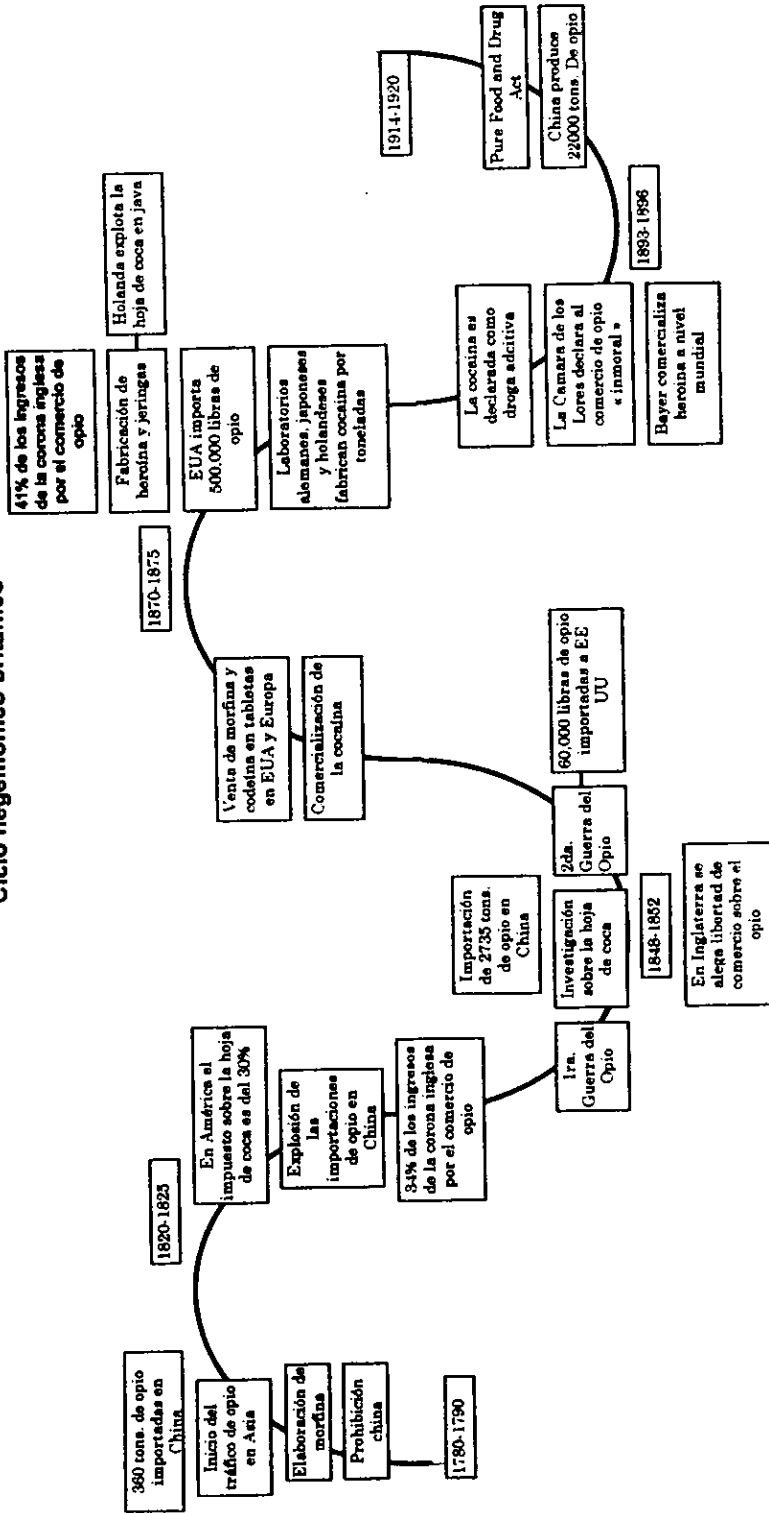 Ciclo hegemónico británico
360 tons. de opio
importadas en
China
Inicio del
tráfico de opio
en Asia
Elaboración de
morfina
Prohibición
china
1780-1790
1820-1825
En América el
impuesto sobre la hoja
de coca es del 30%
Explosión de
las
importaciones
de opio en
China
34% de los ingresos
de la corona inglesa
por el comercio de
opio
1ra.
Guerra del
Opio
Importación
de 2735 tons.
de opio en
China
Investigación
sobre la hoja
de coca
1848-1852
En Inglaterra se
alega libertad de
comercio sobre el
opio
2da.
Guerra del
Opio
60,000 libras de opio
importadas a EE
UU
Venta de morfina y
codeína en tabletas
en EUA y Europa
Comercialización de
la cocaína
1870-1875
41% de los ingresos
de la corona inglesa
por el comercio de
opio
Fabricación de
heroína y jeringas
Holanda explota la
hoja de coca en java
EUA importa
500.000 libras de
opio
Laboratorios
alemanes, japoneses
y holandeses
fabrican cocaína por
toneladas
La cocaína es
declarada como
droga adcitiva
La Camara de los
Lores declara al
comercio de opio
« inmoral »
Bayer comercializa
heroína a nivel
mundial
1893-1896
1914-1920
Pure Food and Drug
Act
China produce
22000 tons. De opio